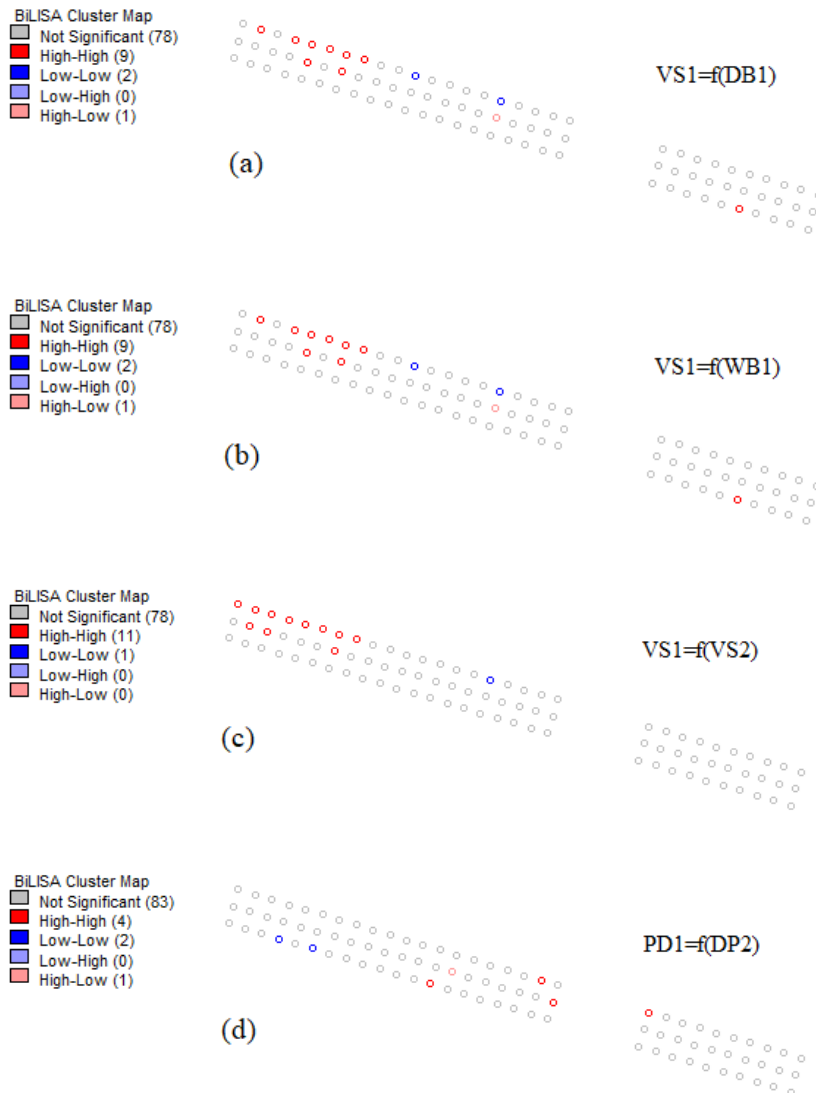 BiLISA Cluster Map
Not Significant (78)
High-High (9)
Low-Low (2)
Low-High (0)
High-Low (1)
VS1=f(DB1)
(a)
BiLISA Cluster Map
Not Significant (78)
High-High (9)
Low-Low (2)
Low-High (0)
High-Low (1)
VS1=f(WB1)
(b)
BiLISA Cluster Map
Not Significant (78)
High-High (11)
Low-Low (1)
Low-High (0)
High-Low (0)
VS1=f(VS2)
(c)
BiLISA Cluster Map
Not Significant (83)
High-High (4)
Low-Low (2)
Low-High (0)
High-Low (1)
PD1=f(DP2)
(d)